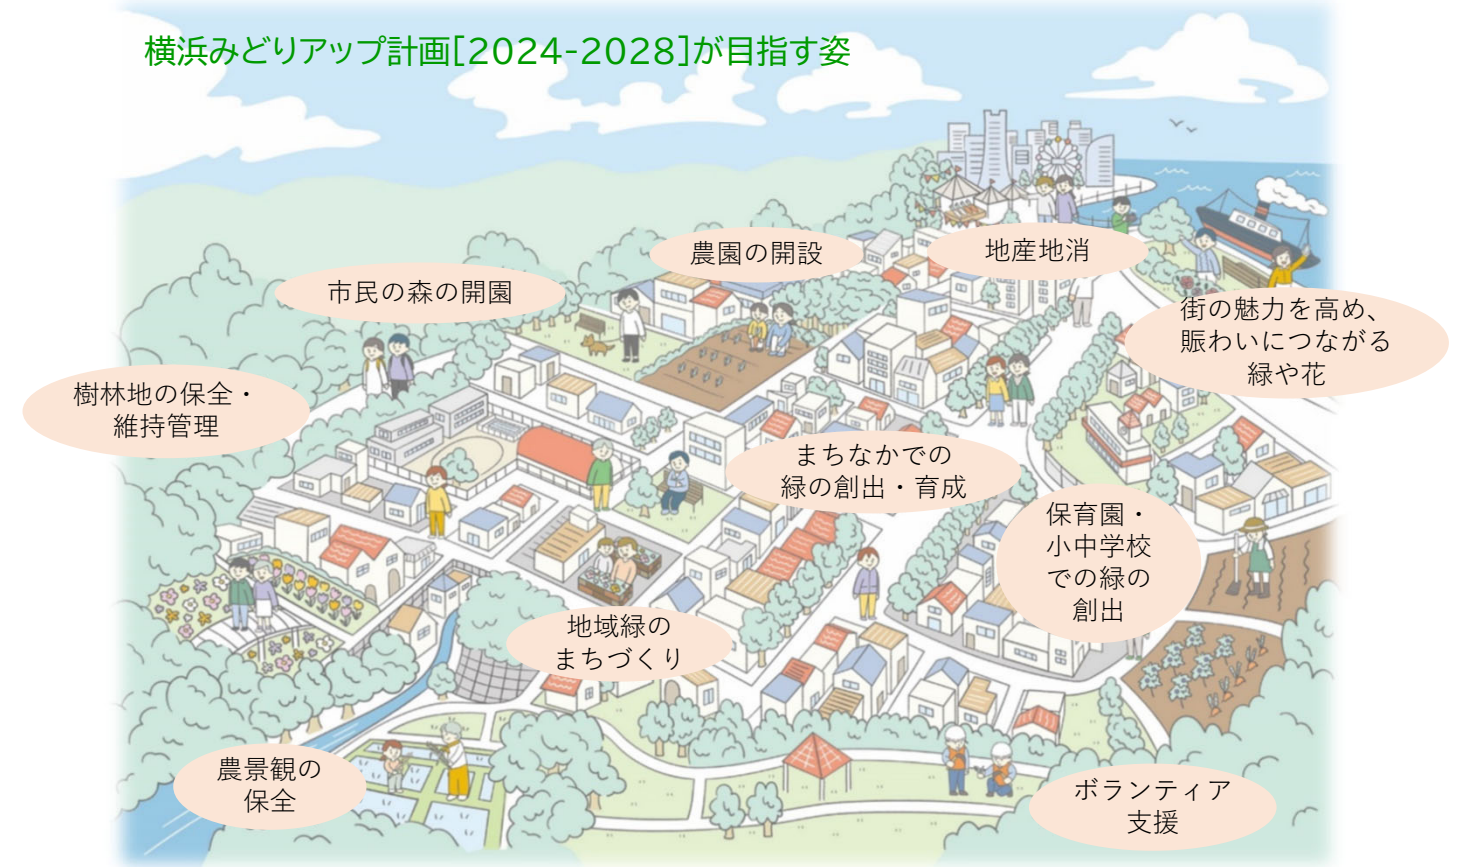 横浜みどりアップ計画[2024-2028]が目指す姿
農園の開設
地産地消
市民の森の開園
街の魅力を高め、
賑わいにつながる
緑や花
樹林地の保全・
維持管理
まちなかでの
緑の創出・育成
保育園・
小中学校
での緑の
創出
地域緑の
まちづくり
農景観の
保全
ボランティア
支援